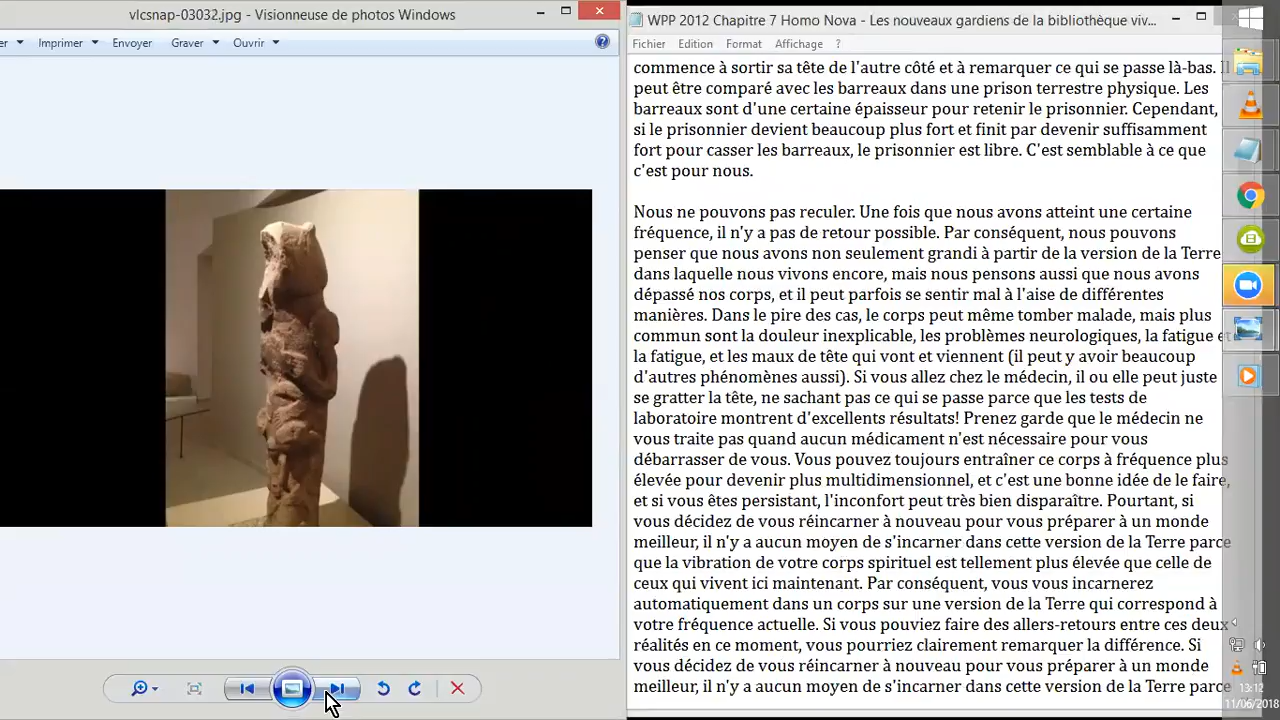 vlcsnap-03032.jpg - Visionneuse de photos Windows
er Imprimer Envoyer Graver Ouvrir
WPP 2012 Chapitre 7 Homo Nova - Les nouveaux gardiens de la bibliothèque viv...
Fichier Edition Format Affichage ?
commence à sortir sa tête de l'autre côté et à remarquer ce qui se passe là-bas. Il
peut être comparé avec les barreaux dans une prison terrestre physique. Les
barreaux sont d'une certaine épaisseur pour retenir le prisonnier. Cependant,
si le prisonnier devient beaucoup plus fort et finit par devenir suffisamment
fort pour casser les barreaux, le prisonnier est libre. C'est semblable à ce que
c'est pour nous.
Nous ne pouvons pas reculer. Une fois que nous avons atteint une certaine
fréquence, il n'y a pas de retour possible. Par conséquent, nous pouvons
penser que nous avons non seulement grandi à partir de la version de la Terre
dans laquelle nous vivons encore, mais nous pensons aussi que nous avons
dépassé nos corps, et il peut parfois se sentir mal à l'aise de différentes
manières. Dans le pire des cas, le corps peut même tomber malade, mais plus
commun sont la douleur inexplicable, les problèmes neurologiques, la fatigue et
la fatigue, et les maux de tête qui vont et viennent (il peut y avoir beaucoup
d'autres phénomènes aussi). Si vous allez chez le médecin, il ou elle peut juste
se gratter la tête, ne sachant pas ce qui se passe parce que les tests de
laboratoire montrent d'excellents résultats! Prenez garde que le médecin ne
vous traite pas quand aucun médicament n'est nécessaire pour vous
débarrasser de vous. Vous pouvez toujours entraîner ce corps à fréquence plus
élevée pour devenir plus multidimensionnel, et c'est une bonne idée de le faire,
et si vous êtes persistant, l'inconfort peut très bien disparaître. Pourtant, si
vous décidez de vous réincarner à nouveau pour vous préparer à un monde
meilleur, il n'y a aucun moyen de s'incarner dans cette version de la Terre parce
que la vibration de votre corps spirituel est tellement plus élevée que celle de
ceux qui vivent ici maintenant. Par conséquent, vous vous incarnerez
automatiquement dans un corps sur une version de la Terre qui correspond à
votre fréquence actuelle. Si vous pouviez faire des allers-retours entre ces deux
réalités en ce moment, vous pourriez clairement remarquer la différence. Si
vous décidez de vous réincarner à nouveau pour vous préparer à un monde
meilleur, il n'y a aucun moyen de s'incarner dans cette version de la Terre parce
13:12
11/06/2018